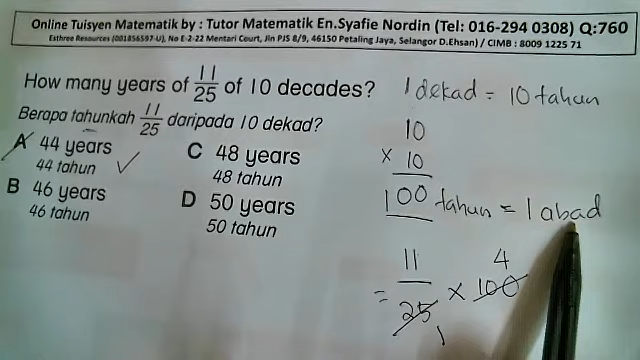 Online Tuisyen Matematik by : Tutor Matematik En.Syafie Nordin (Tel: 016-294 0308) Q:760
Esthree Resources (001856597-U), No E-2-22 Mentari Court, Jln PJS 8/9, 46150 Petaling Jaya, Selangor D.Ehsan) / CIMB : 8009 1225 71
How many years of 11/25 of 10 decades?
Berapa tahunkah 11/25 daripada 10 dekad?
A 44 years
44 tahun ✓
B 46 years
46 tahun
C 48 years
48 tahun
D 50 years
50 tahun
1 dekad = 10 tahun
10
× 10
100 tahun = 1 abad
= 11/25 × 100
4
1